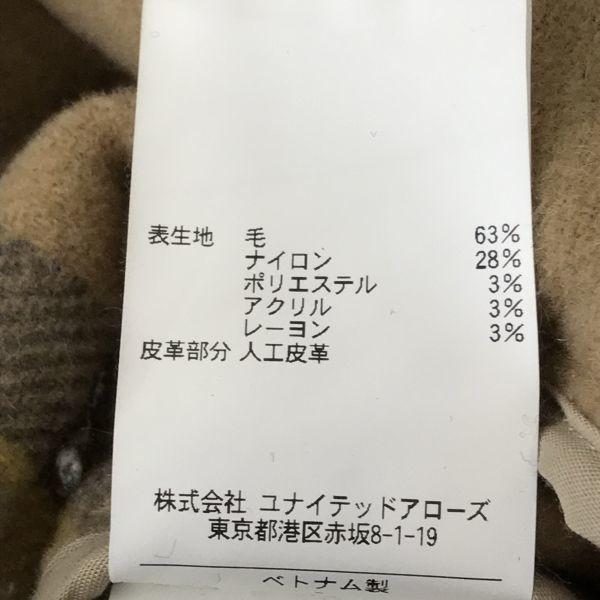 表生地 毛 63%
ナイロン 28%
ポリエステル 3%
アクリル 3%
レーヨン 3%
皮革部分 人工皮革
株式会社 ユナイテッドアローズ
東京都港区赤坂8-1-19
ベトナム製